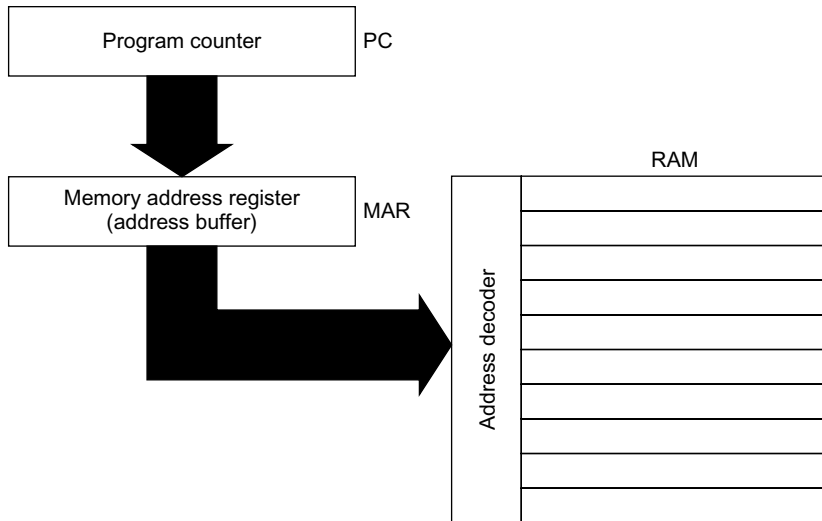 Program counter
PC
Memory address register
(address buffer)
MAR
RAM
Address decoder